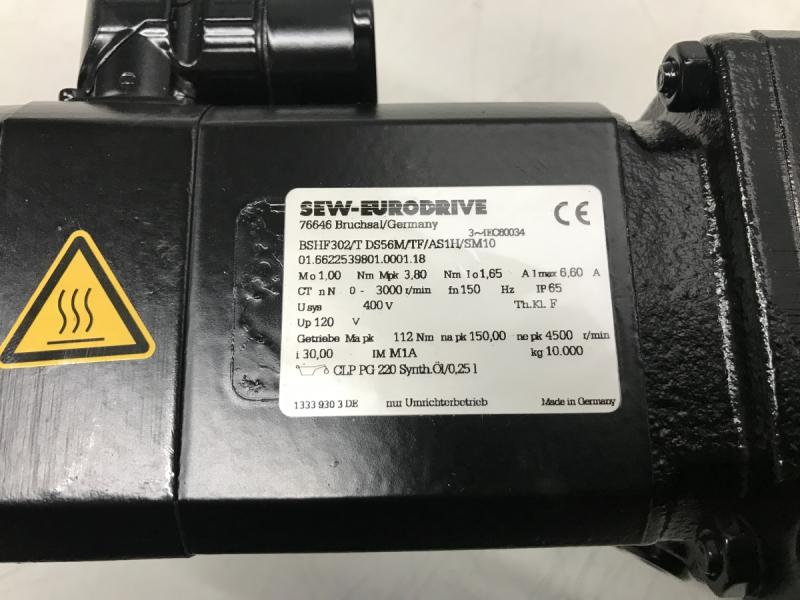 SEW-EURODRIVE
CE
76646 Bruchsal/Germany
3~IEC60034
BSHF302/T DS56M/TF/AS1H/SM10
01.6622539801.0001.18
Mo 1,00 Nm Mpk 3,80 Nm Io 1,65 A Imax 6,60 A
CT nN 0 - 3000 r/min fn 150 Hz IP 65
Usys 400 V Th.Kl. F
Up 120 V
Getriebe Ma pk 112 Nm na pk 150,00 ne pk 4500 r/min
i 30,00 IM M1A kg 10.000
CLP PG 220 Synth.Öl/0,25 l
1333 930 3 DE nur Umrichterbetrieb Made in Germany